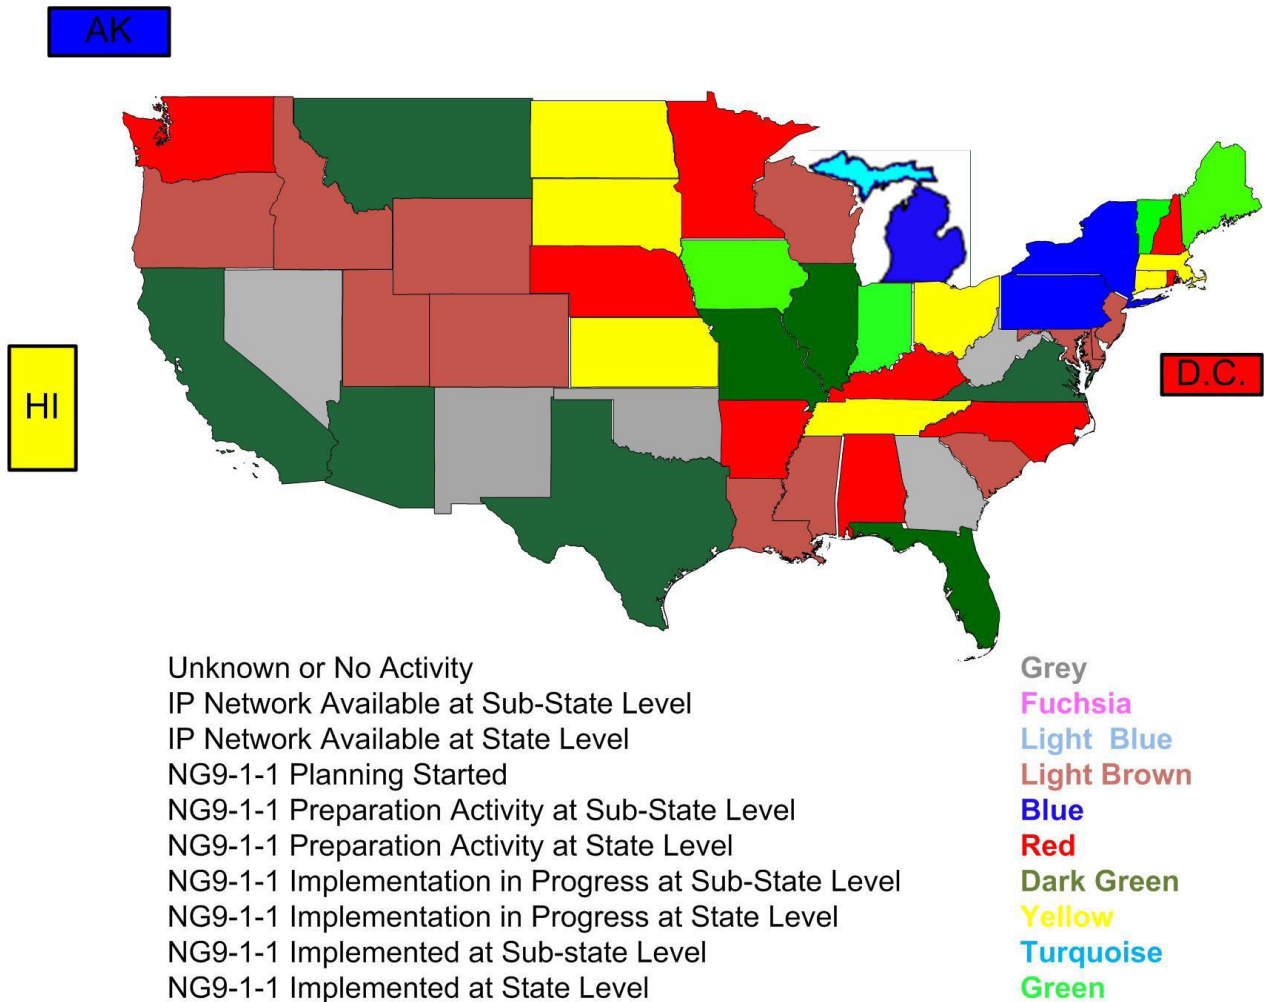 AK
HI
D.C.
Unknown or No Activity Grey
IP Network Available at Sub-State Level Fuchsia
IP Network Available at State Level Light Blue
NG9-1-1 Planning Started Light Brown
NG9-1-1 Preparation Activity at Sub-State Level Blue
NG9-1-1 Preparation Activity at State Level Red
NG9-1-1 Implementation in Progress at Sub-State Level Dark Green
NG9-1-1 Implementation in Progress at State Level Yellow
NG9-1-1 Implemented at Sub-state Level Turquoise
NG9-1-1 Implemented at State Level Green